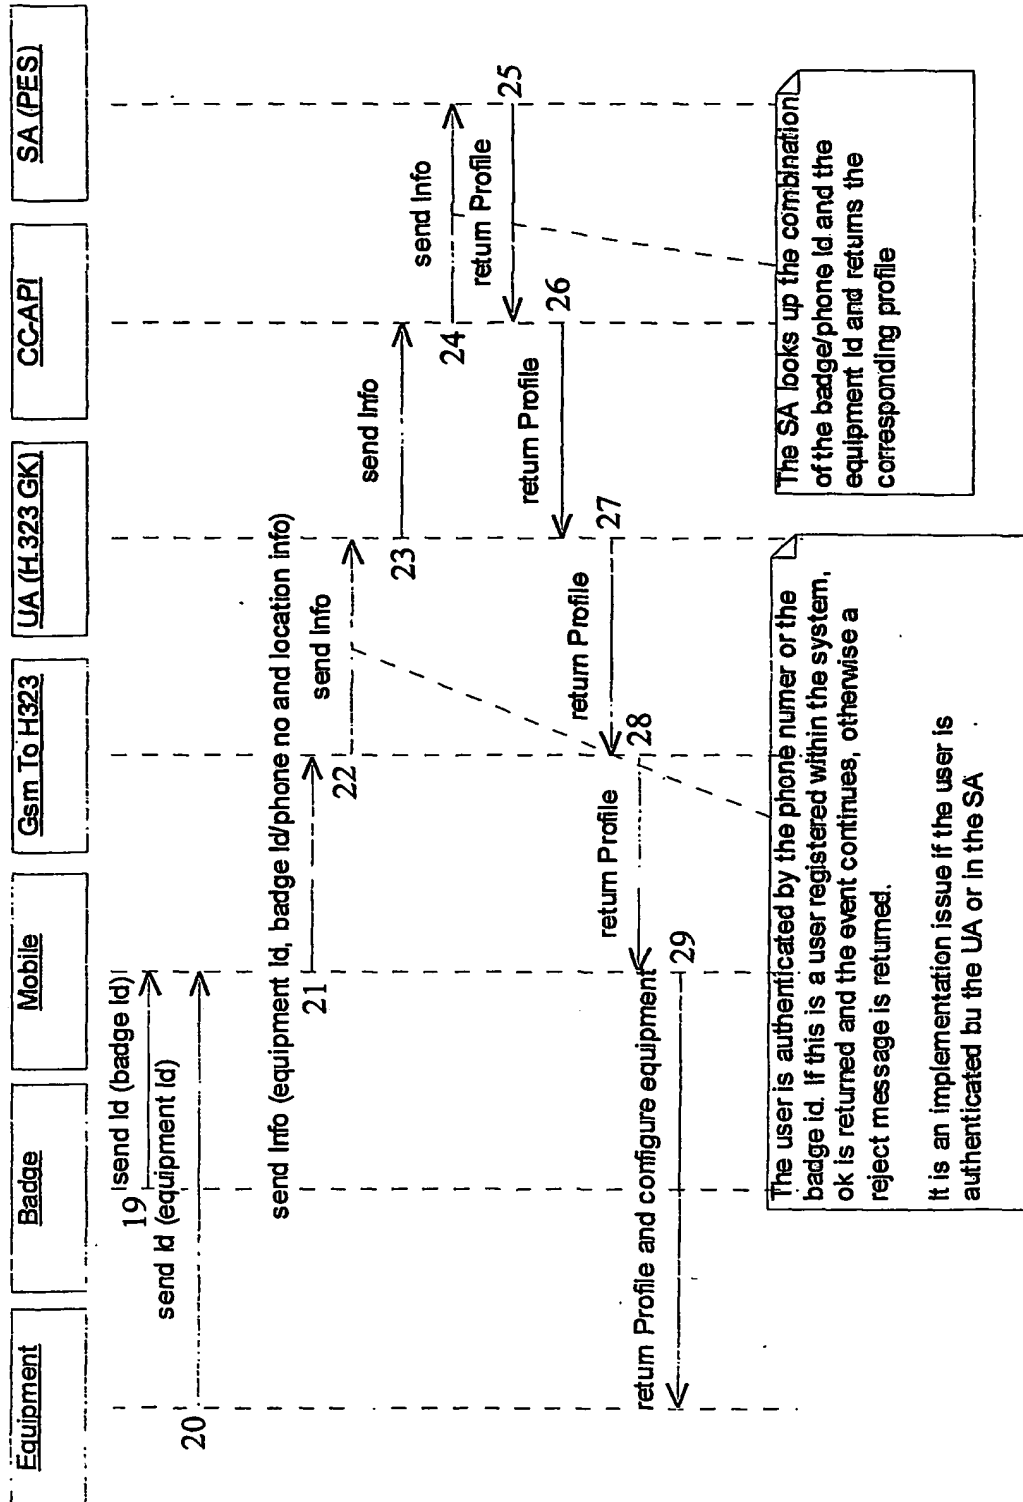 Equipment
Badge
Mobile
Gsm To H323
UA (H.323 GK)
CCAPI
SA (PES)
send Id (badge Id)
19
send Id (equipment Id)
20
send Info (equipment Id, badge Id/phone no and location info)
21
send Info
22
send Info
23
send Info
24
return Profile
25
return Profile
26
return Profile
27
return Profile
28
return Profile and configure equipment
29
The user is authenticated by the phone numer or the
badge id. If this is a user registered within the system,
ok is returned and the event continues, otherwise a
reject message is returned.
It is an implementation issue if the user is
authenticated bu the UA or in the SA
The SA looks up the combination
of the badge/phone Id and the
equipment Id and returns the
corresponding profile